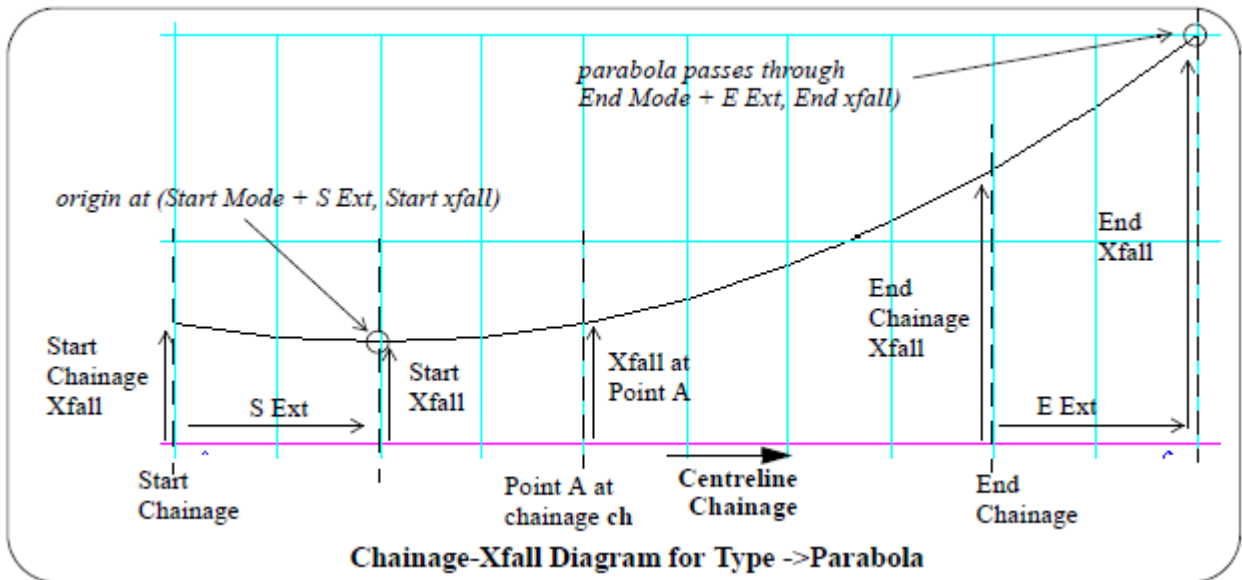 parabola passes through
End Mode + E Ext, End xfall)
origin at (Start Mode + S Ext, Start xfall)
Start
Chainage
Xfall
S Ext
Start
Xfall
Xfall at
Point A
End
Chainage
Xfall
End
Xfall
E Ext
Start
Chainage
Point A at
chainage ch
Centreline
Chainage
End
Chainage
Chainage-Xfall Diagram for Type ->Parabola